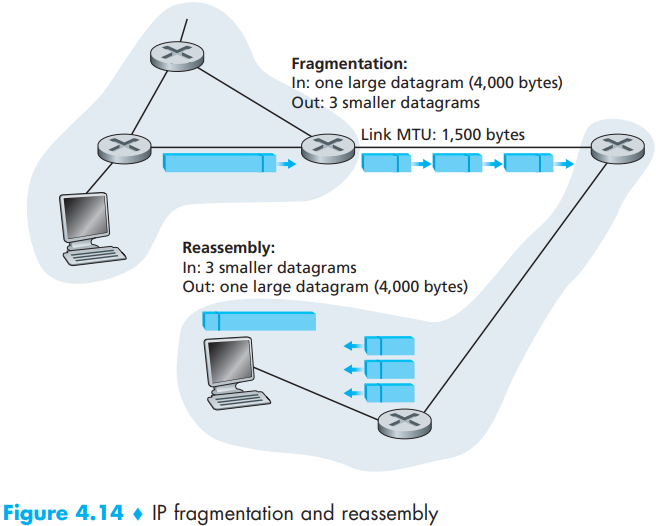 Fragmentation:
In: one large datagram (4,000 bytes)
Out: 3 smaller datagrams
Link MTU: 1,500 bytes
Reassembly:
In: 3 smaller datagrams
Out: one large datagram (4,000 bytes)
Figure 4.14 ♦ IP fragmentation and reassembly